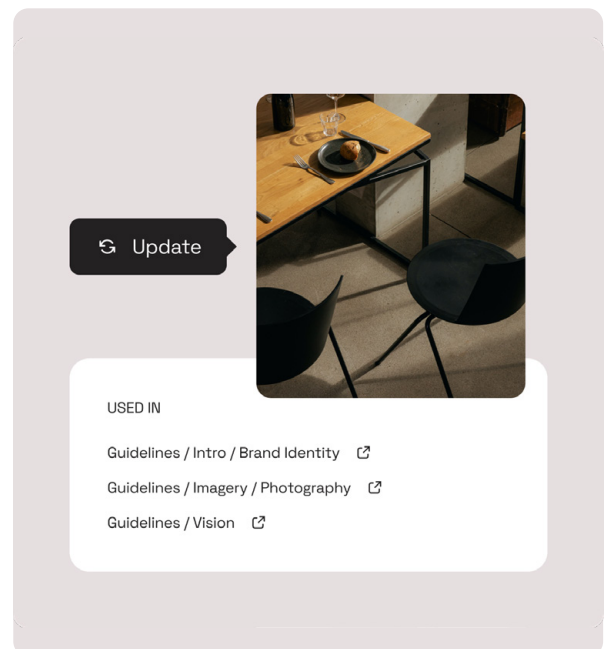 Update
USED IN
Guidelines / Intro / Brand Identity
Guidelines / Imagery / Photography
Guidelines / Vision